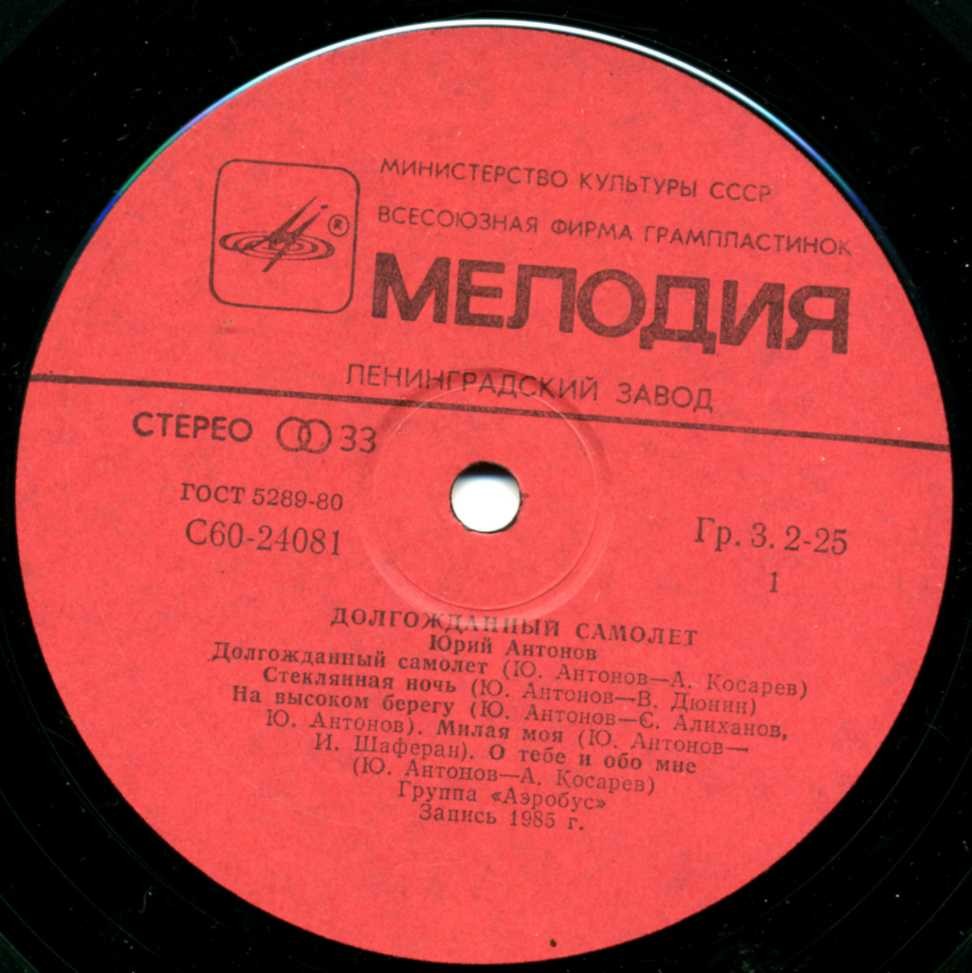 МИНИСТЕРСТВО КУЛЬТУРЫ СССР
ВСЕСОЮЗНАЯ ФИРМА ГРАМПЛАСТИНОК
®
МЕЛОДИЯ
ЛЕНИНГРАДСКИЙ ЗАВОД
СТЕРЕО 33
ГОСТ 5289-80
С60-24081
Гр. 3. 2-25
1
ДОЛГОЖДАННЫЙ САМОЛЕТ
Юрий Антонов
Долгожданный самолет (Ю. Антонов—А. Косарев)
Стеклянная ночь (Ю. Антонов—В. Дюнин)
На высоком берегу (Ю. Антонов—Є. Алиханов,
Ю. Антонов). Милая моя (Ю. Антонов—
И. Шаферан). О тебе и обо мне
(Ю. Антонов—А. Косарев)
Группа «Аэробус»
Запись 1985 г.